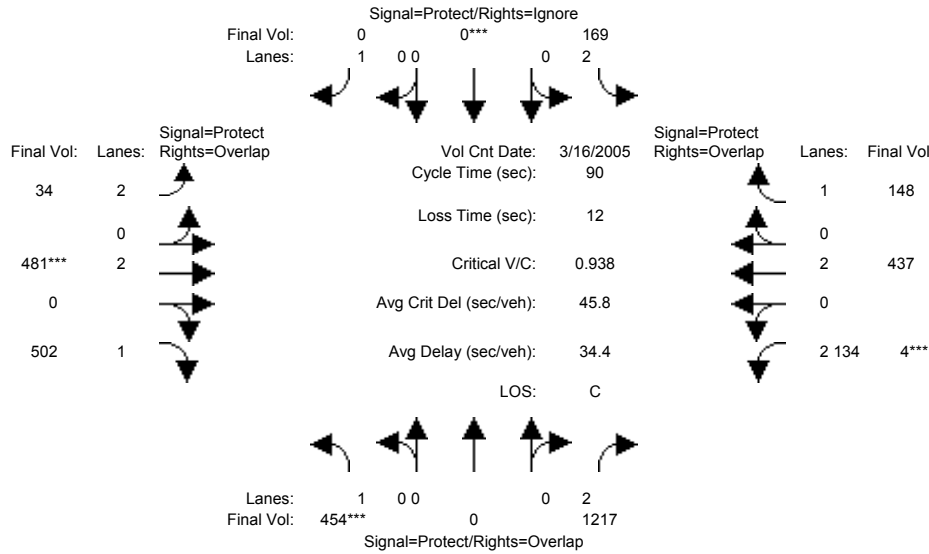 Signal=Protect/Rights=Ignore
Final Vol: 0 0*** 169
Lanes: 1 0 0 0 2
Signal=Protect Signal=Protect
Final Vol: Lanes: Rights=Overlap Vol Cnt Date: 3/16/2005 Rights=Overlap Lanes: Final Vol
Cycle Time (sec): 90
34 2 1 148
Loss Time (sec): 12
0 0
481*** 2 Critical V/C: 0.938 2 437
0 Avg Crit Del (sec/veh): 45.8 0
502 1 Avg Delay (sec/veh): 34.4 2 134 4***
LOS: C
Lanes: 1 0 0 0 2
Final Vol: 454*** 0 1217
Signal=Protect/Rights=Overlap